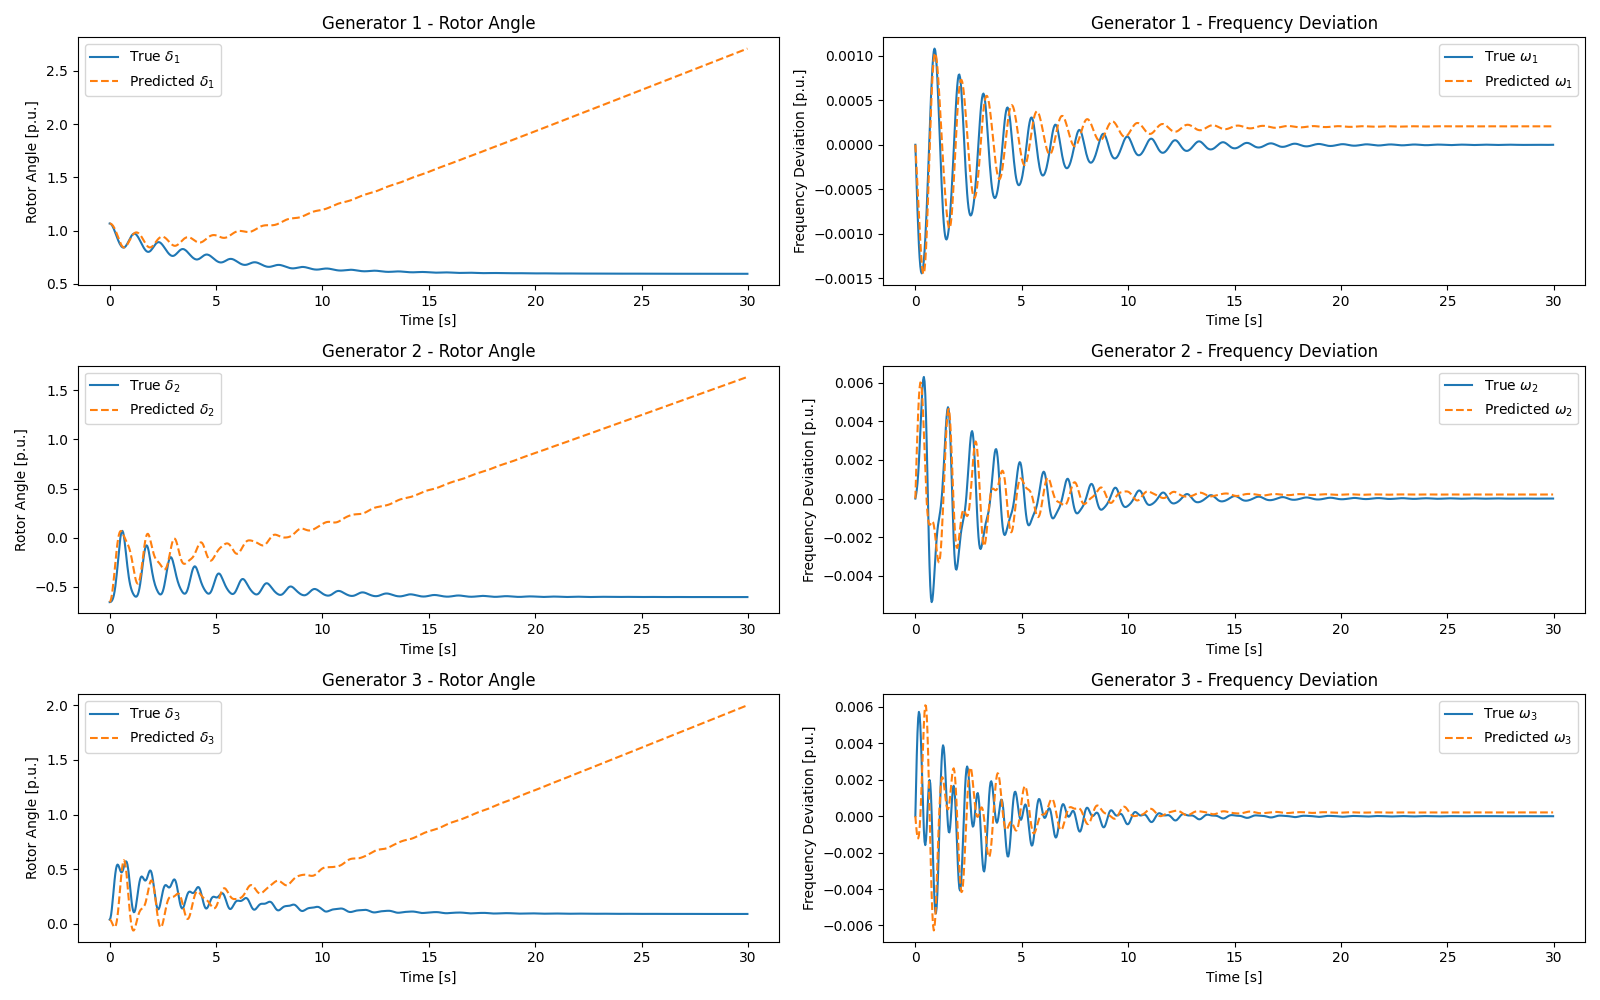 Generator 1 - Rotor Angle
Rotor Angle [p.u.]
2.5
2.0
1.5
1.0
0.5
True δ1
Predicted δ1
0 5 10 15 20 25 30
Time [s]
Generator 1 - Frequency Deviation
Frequency Deviation [p.u.]
0.0010
0.0005
0.0000
−0.0005
−0.0010
−0.0015
True ω1
Predicted ω1
0 5 10 15 20 25 30
Time [s]
Generator 2 - Rotor Angle
Rotor Angle [p.u.]
1.5
1.0
0.5
0.0
−0.5
True δ2
Predicted δ2
0 5 10 15 20 25 30
Time [s]
Generator 2 - Frequency Deviation
Frequency Deviation [p.u.]
0.006
0.004
0.002
0.000
−0.002
−0.004
True ω2
Predicted ω2
0 5 10 15 20 25 30
Time [s]
Generator 3 - Rotor Angle
Rotor Angle [p.u.]
2.0
1.5
1.0
0.5
0.0
True δ3
Predicted δ3
0 5 10 15 20 25 30
Time [s]
Generator 3 - Frequency Deviation
Frequency Deviation [p.u.]
0.006
0.004
0.002
0.000
−0.002
−0.004
−0.006
True ω3
Predicted ω3
0 5 10 15 20 25 30
Time [s]